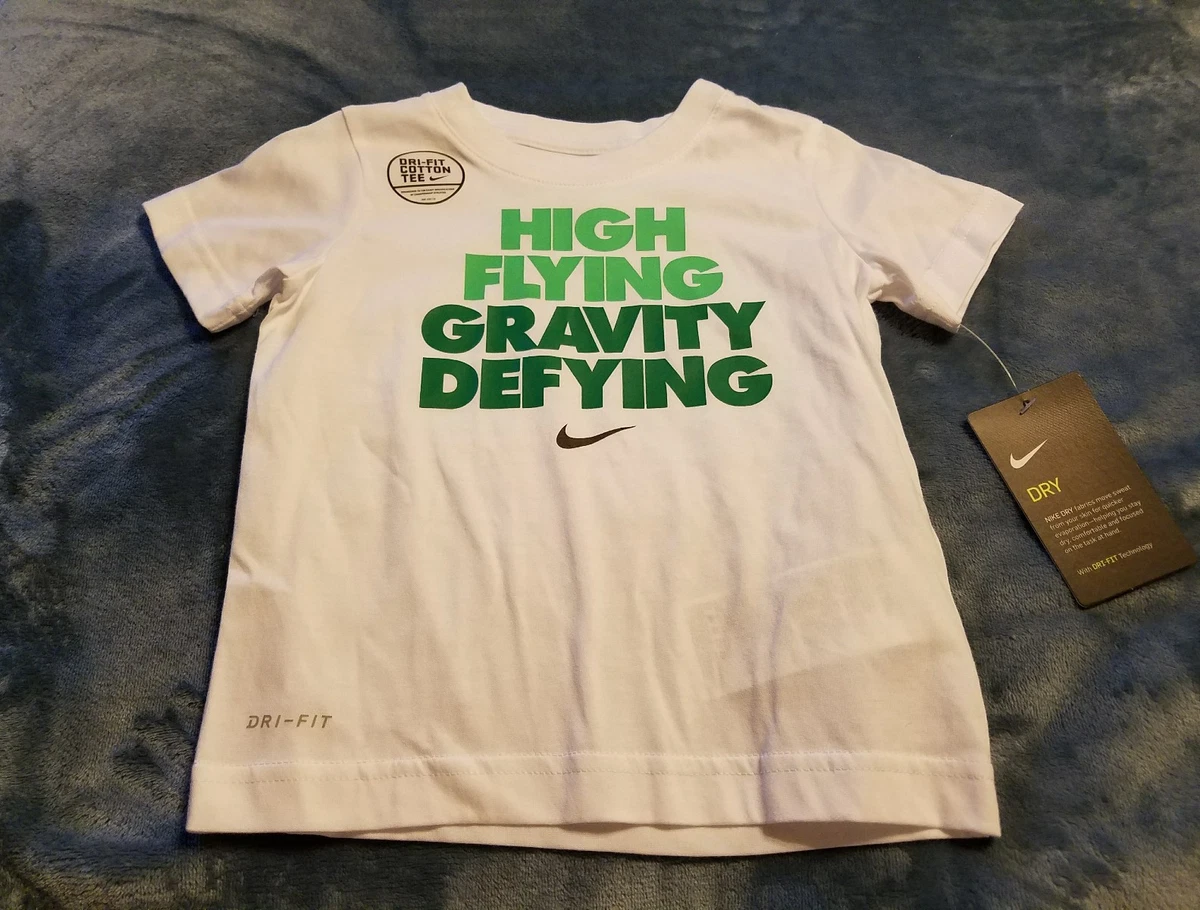 DRI-FIT
COTTON
TEE
HIGH
FLYING
GRAVITY
DEFYING
DRI-FIT
DRY
NIKE DRY fabrics move sweat
from your skin for quicker
evaporation—helping you stay
dry, comfortable and focused
on the task at hand.
With DRI-FIT Technology